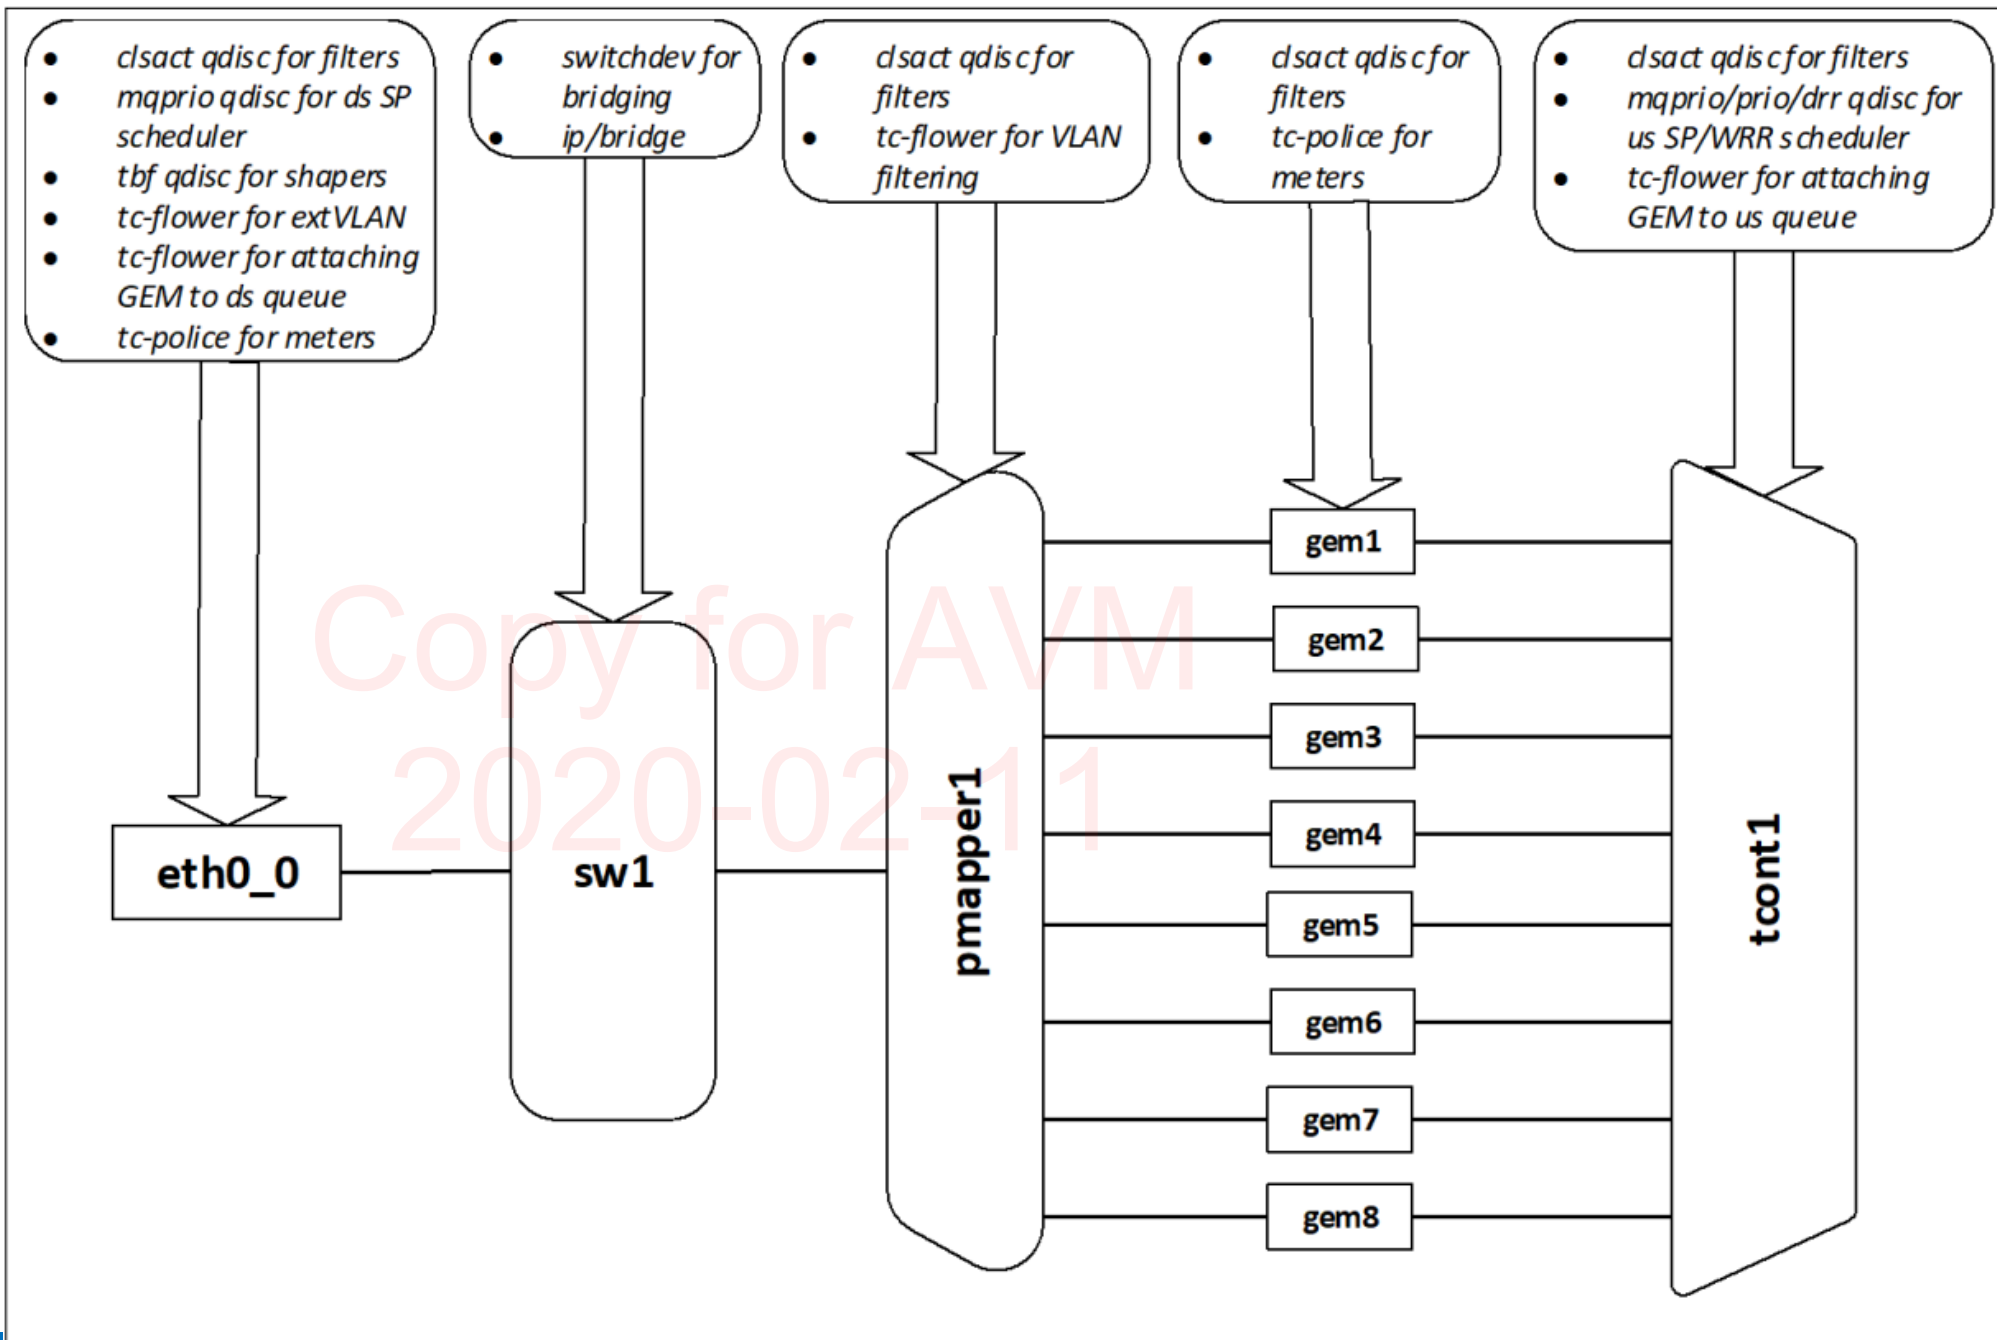 • clsact qdisc for filters
• mqprio qdisc for ds SP
scheduler
• tbf qdisc for shapers
• tc-flower for extVLAN
• tc-flower for attaching
GEM to ds queue
• tc-police for meters
• switchdev for
bridging
• ip/bridge
• clsact qdisc for
filters
• tc-flower for VLAN
filtering
• clsact qdisc for
filters
• tc-police for
meters
• clsact qdisc for filters
• mqprio/prio/drr qdisc for
us SP/WRR scheduler
• tc-flower for attaching
GEM to us queue
Copy for AVM
2020-02-11
eth0_0
sw1
pmapper1
gem1
gem2
gem3
gem4
gem5
gem6
gem7
gem8
tcont1